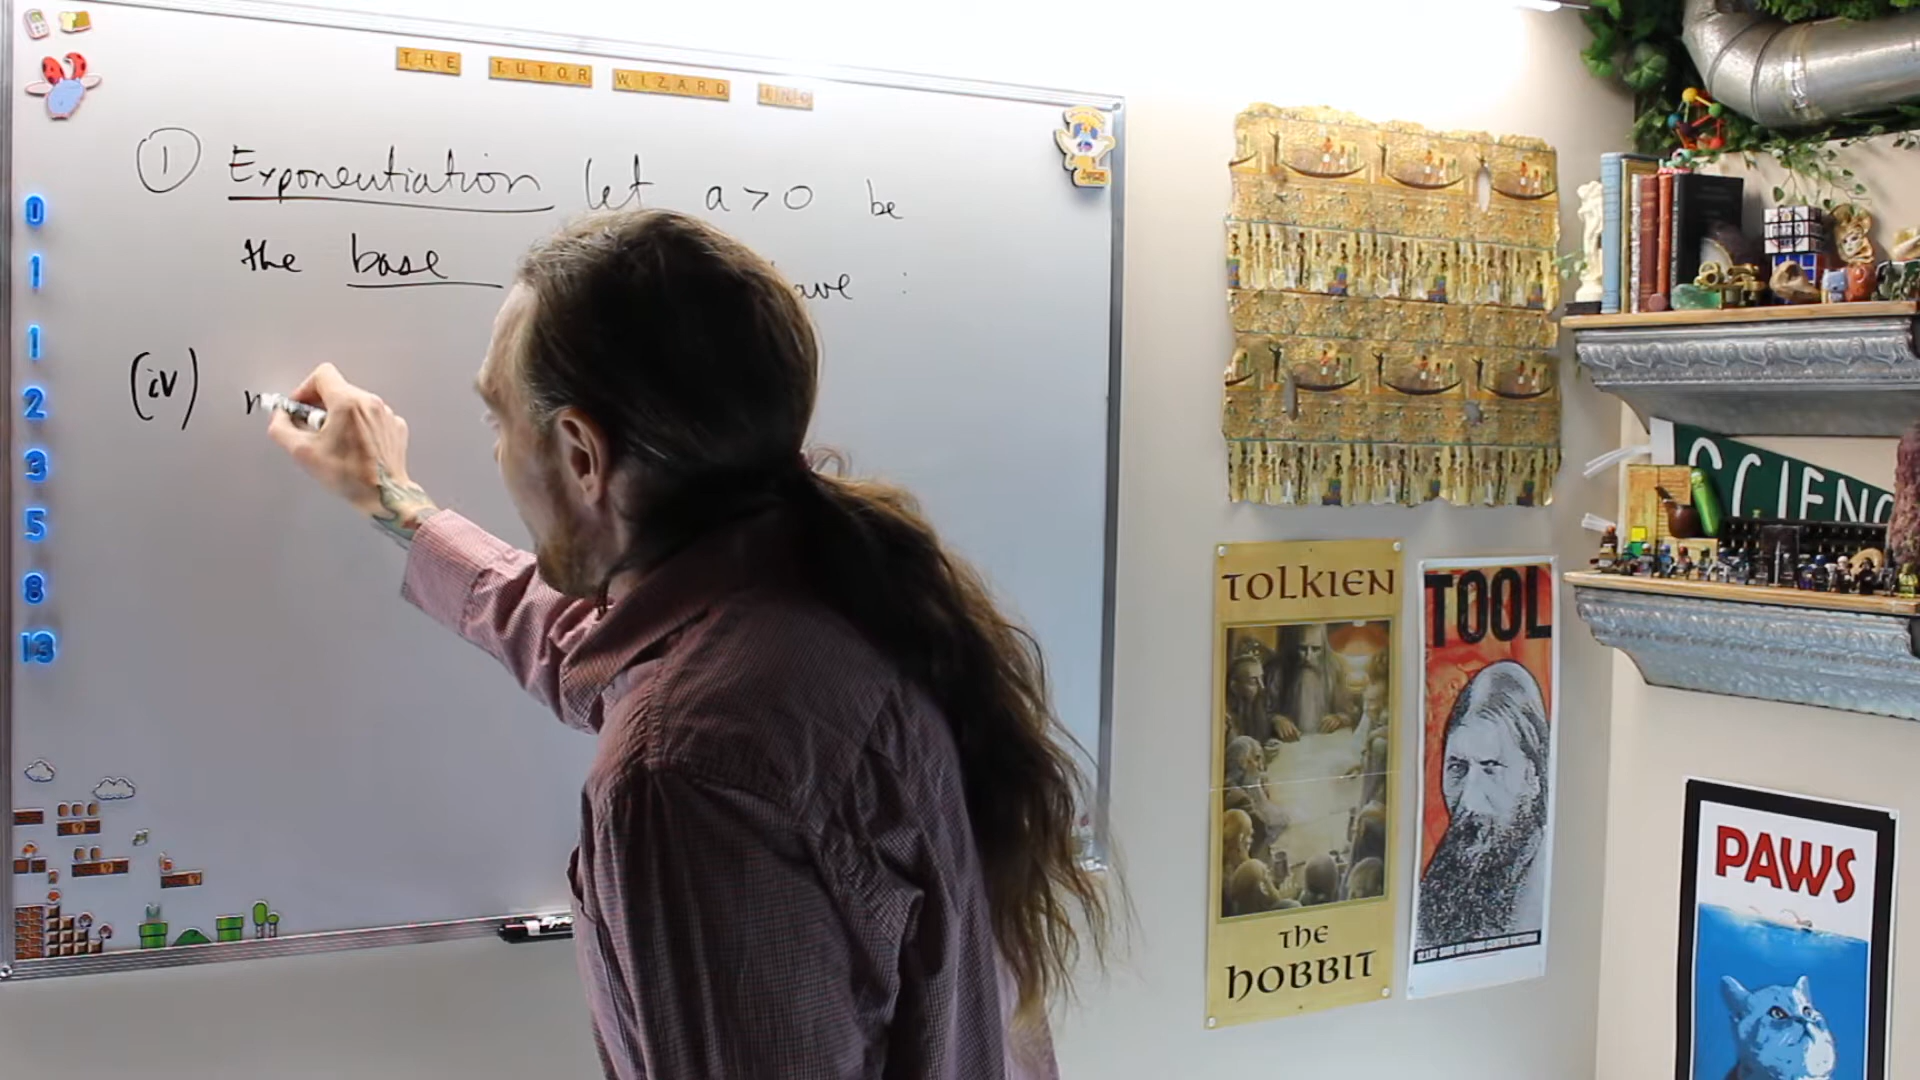 THE TUTOR WIZARD .INFO
① Exponentiation let a>0 be
the base ave :
(iv)
0
1
1
2
3
5
8
13
TOLKIEN
THE
HOBBIT
TOOL
SCIENC
PAWS